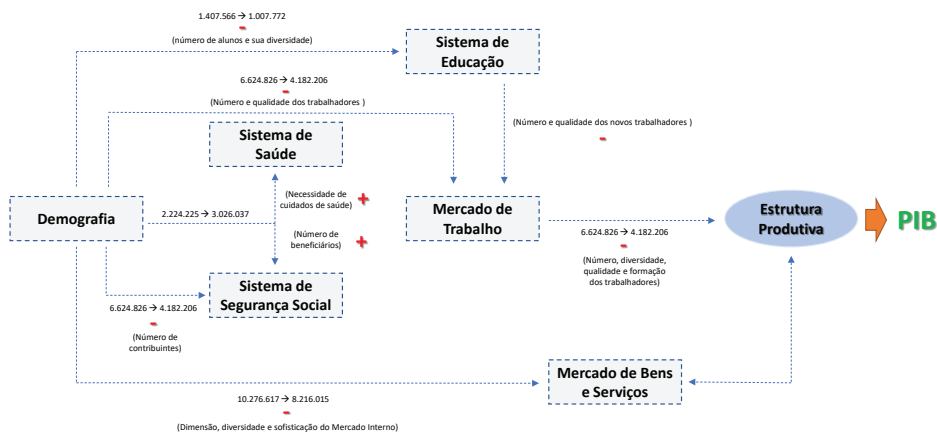 1.407.566 → 1.007.772
-
(número de alunos e sua diversidade)
Sistema de
Educação
6.624.826 → 4.182.206
-
(Número e qualidade dos trabalhadores )
(Número e qualidade dos novos trabalhadores )
-
Sistema de
Saúde
(Necessidade de
cuidados de saúde)
+
Demografia
2.224.225 → 3.026.037
(Número de
beneficiários)
+
Mercado de
Trabalho
6.624.826 → 4.182.206
-
(Número, diversidade,
qualidade e formação
dos trabalhadores)
Estrutura
Produtiva
PIB
Sistema de
Segurança Social
6.624.826 → 4.182.206
-
(Número de
contribuintes)
Mercado de Bens
e Serviços
10.276.617 → 8.216.015
-
(Dimensão, diversidade e sofisticação do Mercado Interno)